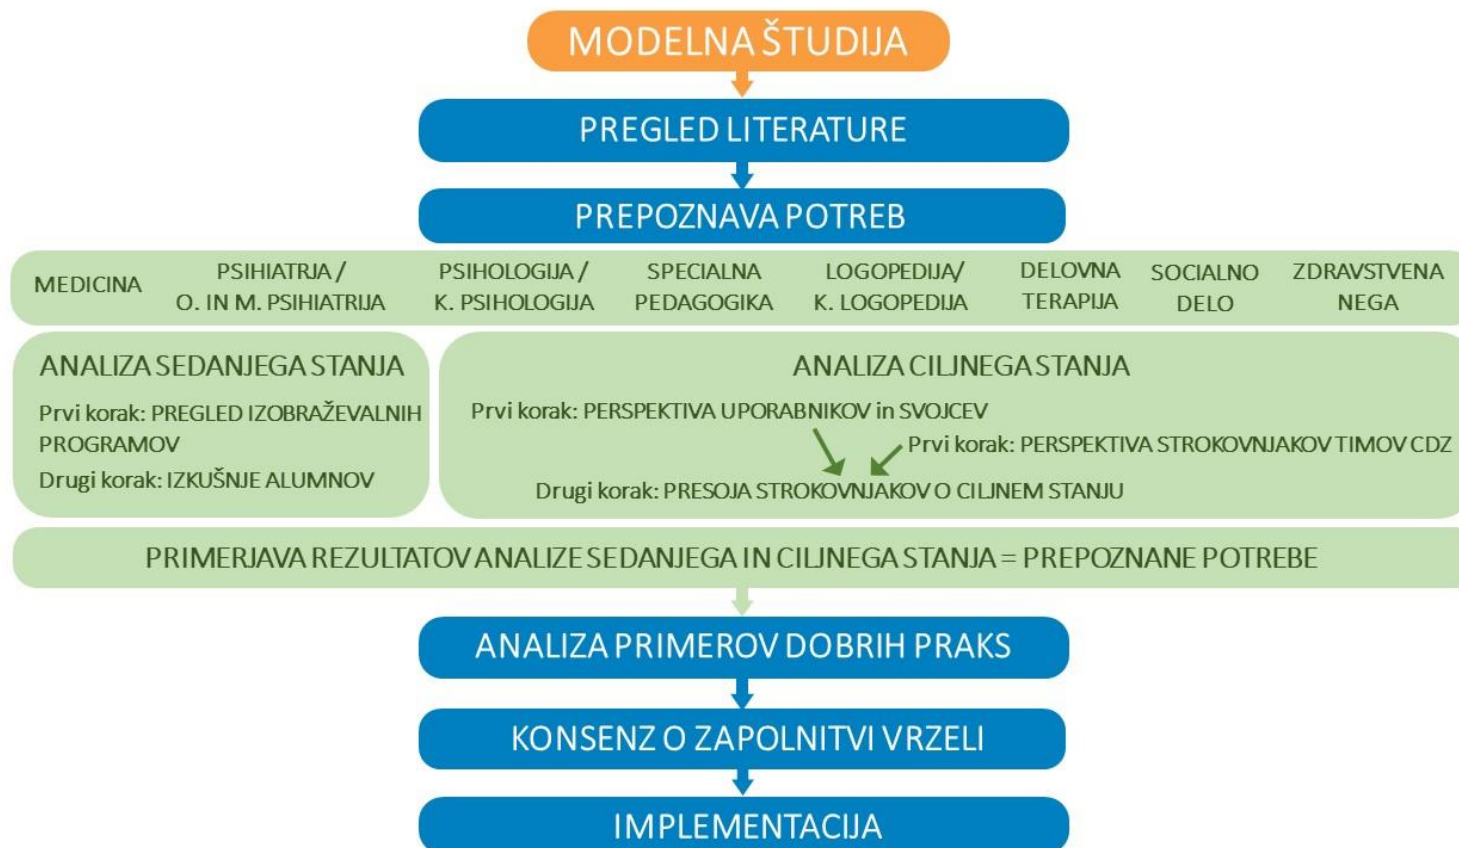 MODELNA ŠTUDIJA
PREGLED LITERATURE
PREPOZNAVA POTREB
MEDICINA
PSIHIATRJA /
O. IN M. PSIHIATRIJA
PSIHOLOGIJA /
K. PSIHOLOGIJA
SPECIALNA
PEDAGOGIKA
LOGOPEDIJA/
K. LOGOPEDIJA
DELOVNA
TERAPIJA
SOCIALNO
DELO
ZDRAVSTVENA
NEGA
ANALIZA SEDANJEGA STANJA
Prvi korak: PREGLED IZOBRAŽEVALNIH
PROGRAMOV
Drugi korak: IZKUŠNJE ALUMNOV
ANALIZA CILJNEGA STANJA
Prvi korak: PERSPEKTIVA UPORABNIKOV in SVOJCEV
Prvi korak: PERSPEKTIVA STROKOVNJAKOV TIMOV CDZ
Drugi korak: PRESOJA STROKOVNJAKOV O CILJNEM STANJU
PRIMERJAVA REZULTATOV ANALIZE SEDANJEGA IN CILJNEGA STANJA = PREPOZNANE POTREBE
ANALIZA PRIMEROV DOBRIH PRAKS
KONSENZ O ZAPOLNITVI VRZELI
IMPLEMENTACIJA